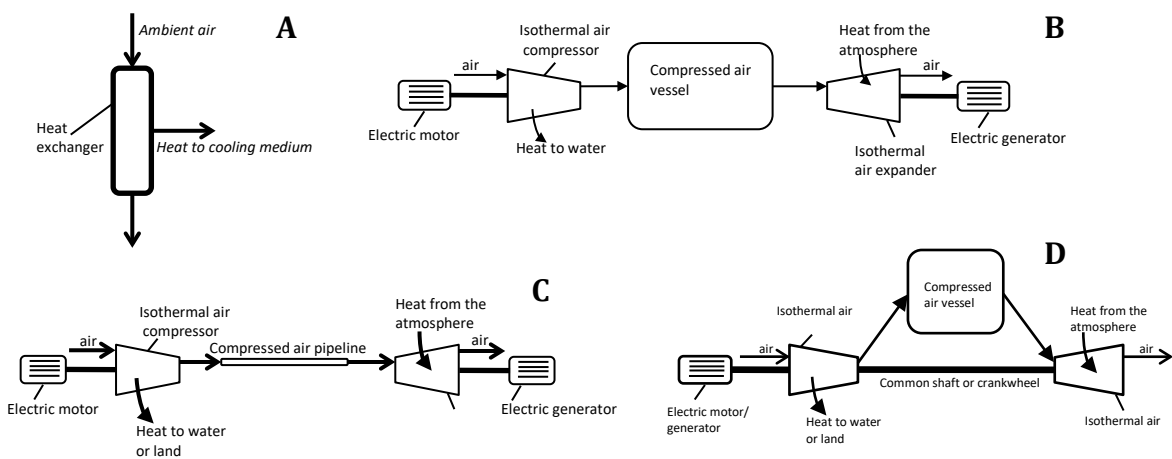 A
Ambient air
Heat
exchanger
Heat to cooling medium
B
Isothermal air
compressor
air
Electric motor
Heat to water
Compressed air
vessel
Heat from the
atmosphere
air
Isothermal
air expander
Electric generator
C
Isothermal air
compressor
air
Electric motor
Heat to water
or land
Compressed air pipeline
Heat from the
atmosphere
air
Electric generator
D
Isothermal air
air
Electric motor/
generator
Heat to water
or land
Compressed
air vessel
Common shaft or crankwheel
Heat from the
atmosphere
air
Isothermal air